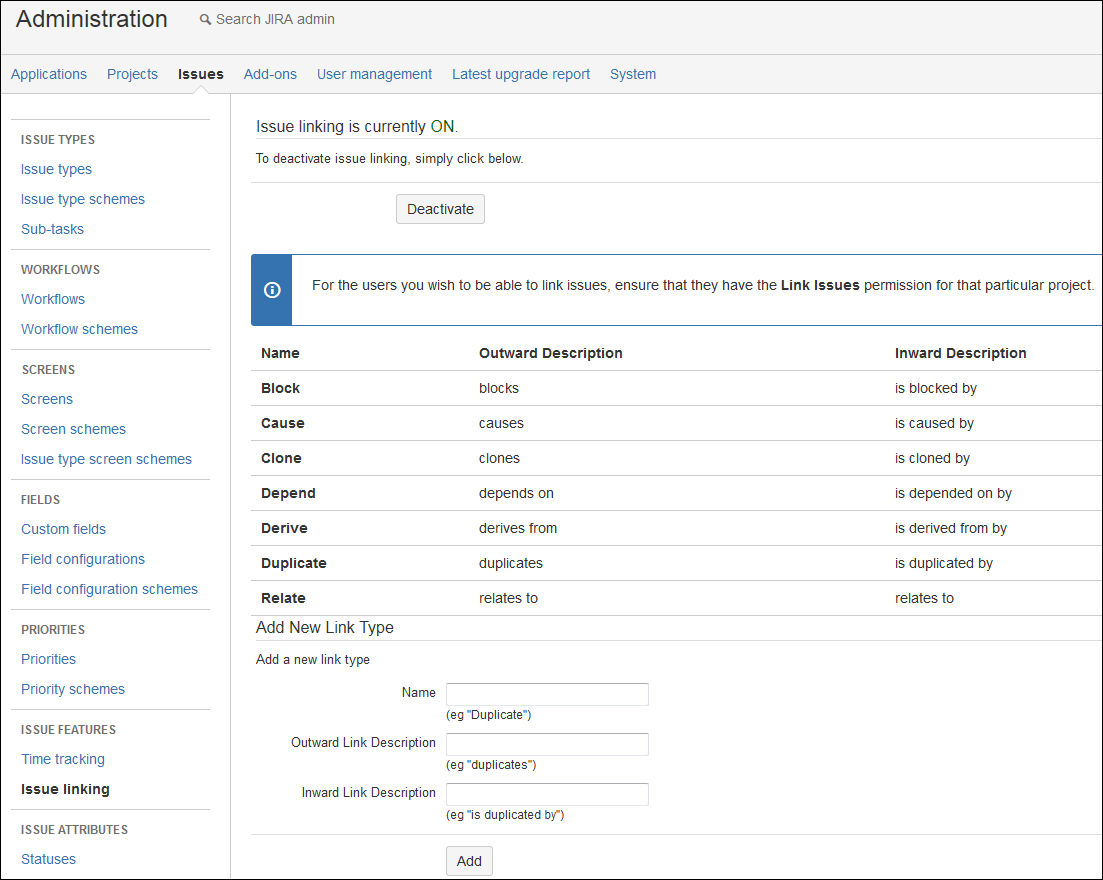 Administration
Search JIRA admin
Applications Projects Issues Add-ons User management Latest upgrade report System
ISSUE TYPES
Issue types
Issue type schemes
Sub-tasks
WORKFLOWS
Workflows
Workflow schemes
SCREENS
Screens
Screen schemes
Issue type screen schemes
FIELDS
Custom fields
Field configurations
Field configuration schemes
PRIORITIES
Priorities
Priority schemes
ISSUE FEATURES
Time tracking
Issue linking
ISSUE ATTRIBUTES
Statuses
Issue linking is currently ON.
To deactivate issue linking, simply click below.
Deactivate
For the users you wish to be able to link issues, ensure that they have the Link Issues permission for that particular project.
Name Outward Description Inward Description
Block blocks is blocked by
Cause causes is caused by
Clone clones is cloned by
Depend depends on is depended on by
Derive derives from is derived from by
Duplicate duplicates is duplicated by
Relate relates to relates to
Add New Link Type
Add a new link type
Name
(eg "Duplicate")
Outward Link Description
(eg "duplicates")
Inward Link Description
(eg "is duplicated by")
Add